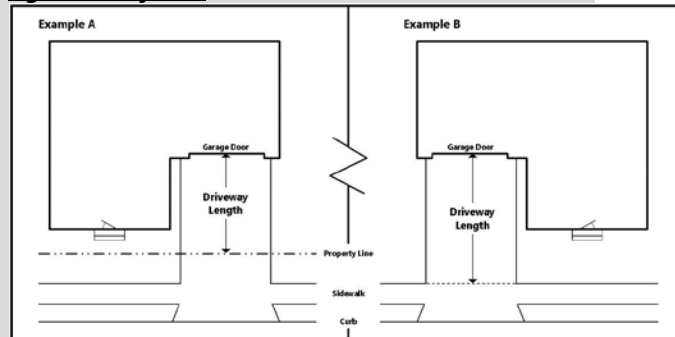 Example A
Example B
Garage Door
Garage Door
Driveway
Length
Driveway
Length
Property Line
Sidewalk
Curb